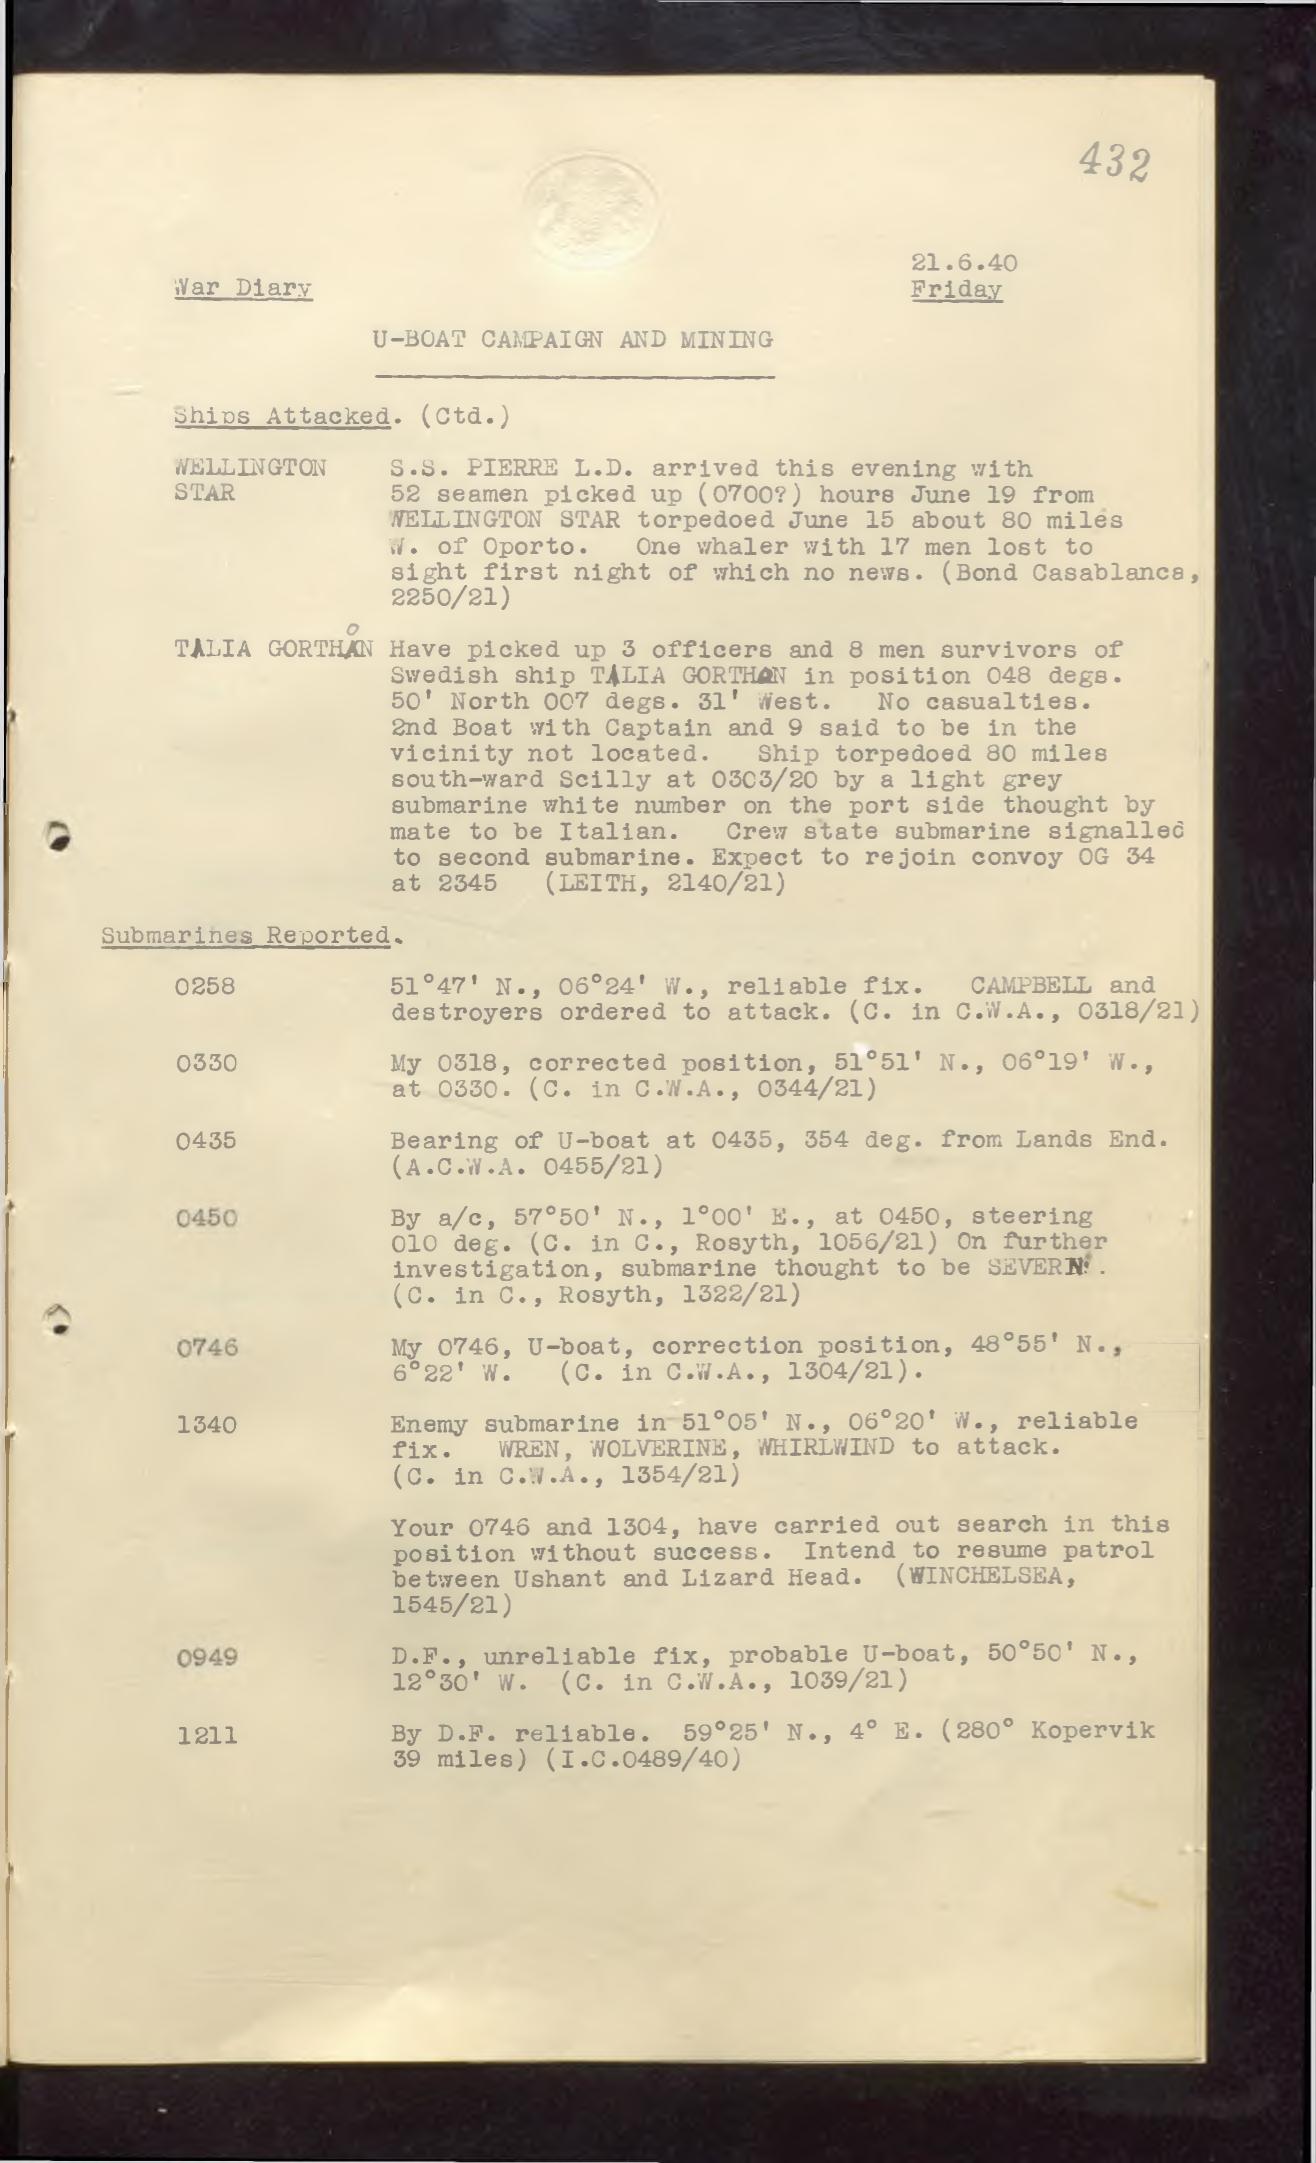 432
21.6.40
War Diary
Friday
U-BOAT CAMPAIGN AND MINING
Ships Attacked. (Ctd.)
WELLINGTON S.S. PIERRE L.D. arrived this evening with
STAR 52 seamen picked up (0700?) hours June 19 from
WELLINGTON STAR torpedoed June 15 about 80 miles
W. of Oporto. One whaler with 17 men lost to
sight first night of which no news. (Bond Casablanca,
2250/21)
TALIA GORTHON Have picked up 3 officers and 8 men survivors of
Swedish ship TALIA GORTHON in position 048 degs.
50' North 007 degs. 31' West. No casualties.
2nd Boat with Captain and 9 said to be in the
vicinity not located. Ship torpedoed 80 miles
south-ward Scilly at 0303/20 by a light grey
submarine white number on the port side thought by
mate to be Italian. Crew state submarine signalled
to second submarine. Expect to rejoin convoy OG 34
at 2345 (LEITH, 2140/21)
Submarines Reported.
0258 51°47' N., 06°24' W., reliable fix. CAMPBELL and
destroyers ordered to attack. (C. in C.W.A., 0318/21)
0330 My 0318, corrected position, 51°51' N., 06°19' W.,
at 0330. (C. in C.W.A., 0344/21)
0435 Bearing of U-boat at 0435, 354 deg. from Lands End.
(A.C.W.A. 0455/21)
0450 By a/c, 57°50' N., 1°00' E., at 0450, steering
010 deg. (C. in C., Rosyth, 1056/21) On further
investigation, submarine thought to be SEVERN.
(C. in C., Rosyth, 1322/21)
0746 My 0746, U-boat, correction position, 48°55' N.,
6°22' W. (C. in C.W.A., 1304/21).
1340 Enemy submarine in 51°05' N., 06°20' W., reliable
fix. WREN, WOLVERINE, WHIRLWIND to attack.
(C. in C.W.A., 1354/21)
Your 0746 and 1304, have carried out search in this
position without success. Intend to resume patrol
between Ushant and Lizard Head. (WINCHELSEA,
1545/21)
0949 D.F., unreliable fix, probable U-boat, 50°50' N.,
12°30' W. (C. in C.W.A., 1039/21)
1211 By D.F. reliable. 59°25' N., 4° E. (280° Kopervik
39 miles) (I.C.0489/40)